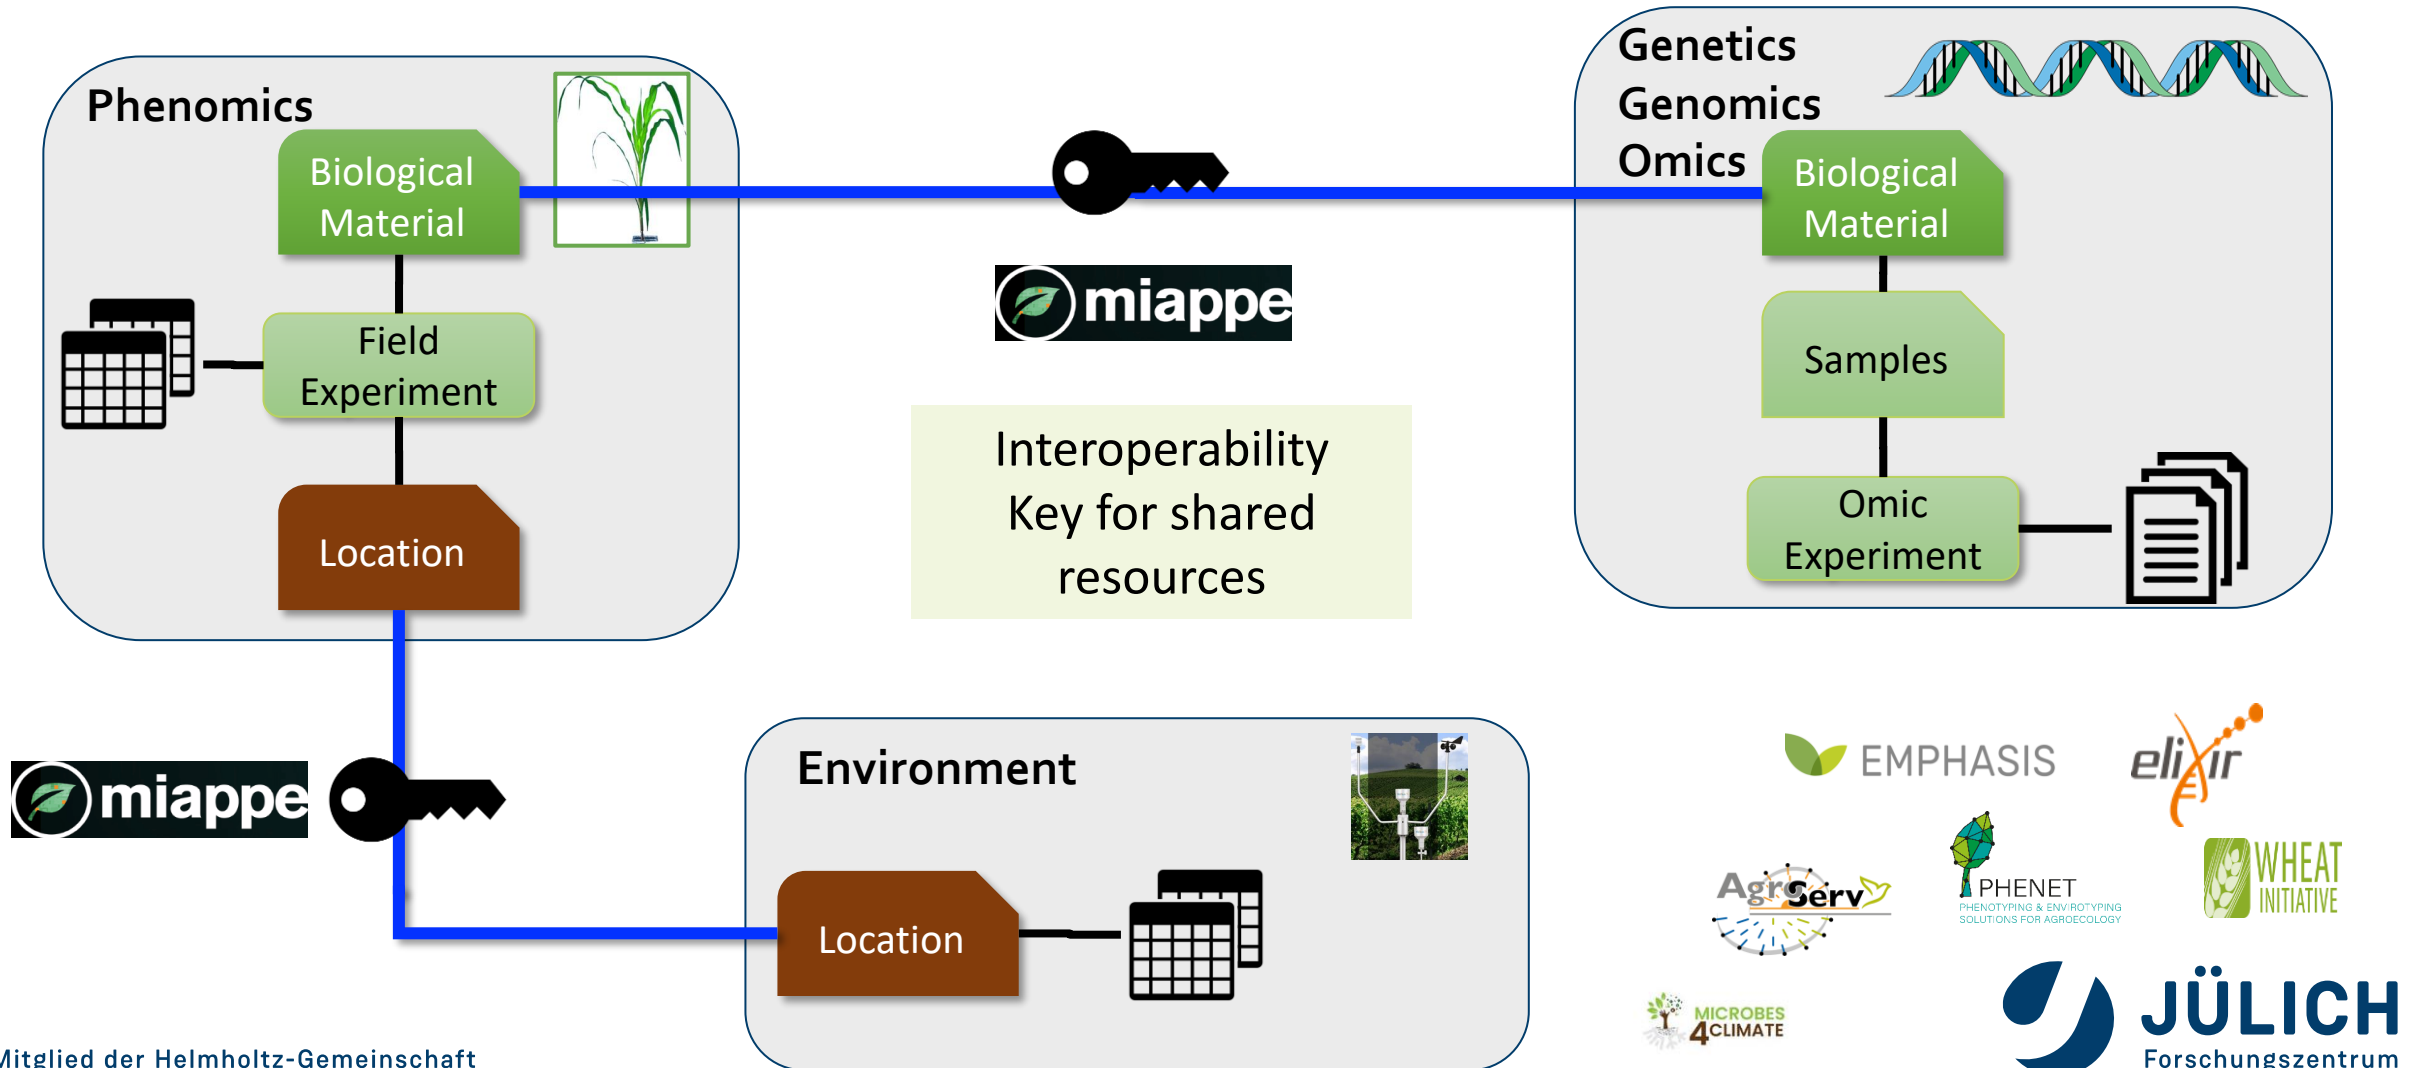 Phenomics
Biological
Material
Field
Experiment
Location
miappe
Interoperability
Key for shared
resources
Genetics
Genomics
Omics
Biological
Material
Samples
Omic
Experiment
miappe
Environment
Location
EMPHASIS
elixir
AgroServ
PHENET
PHENOTYPING & ENVIROTYPING
SOLUTIONS FOR AGROECOLOGY
WHEAT
INITIATIVE
MICROBES
4CLIMATE
JÜLICH
Forschungszentrum
Mitglied der Helmholtz-Gemeinschaft